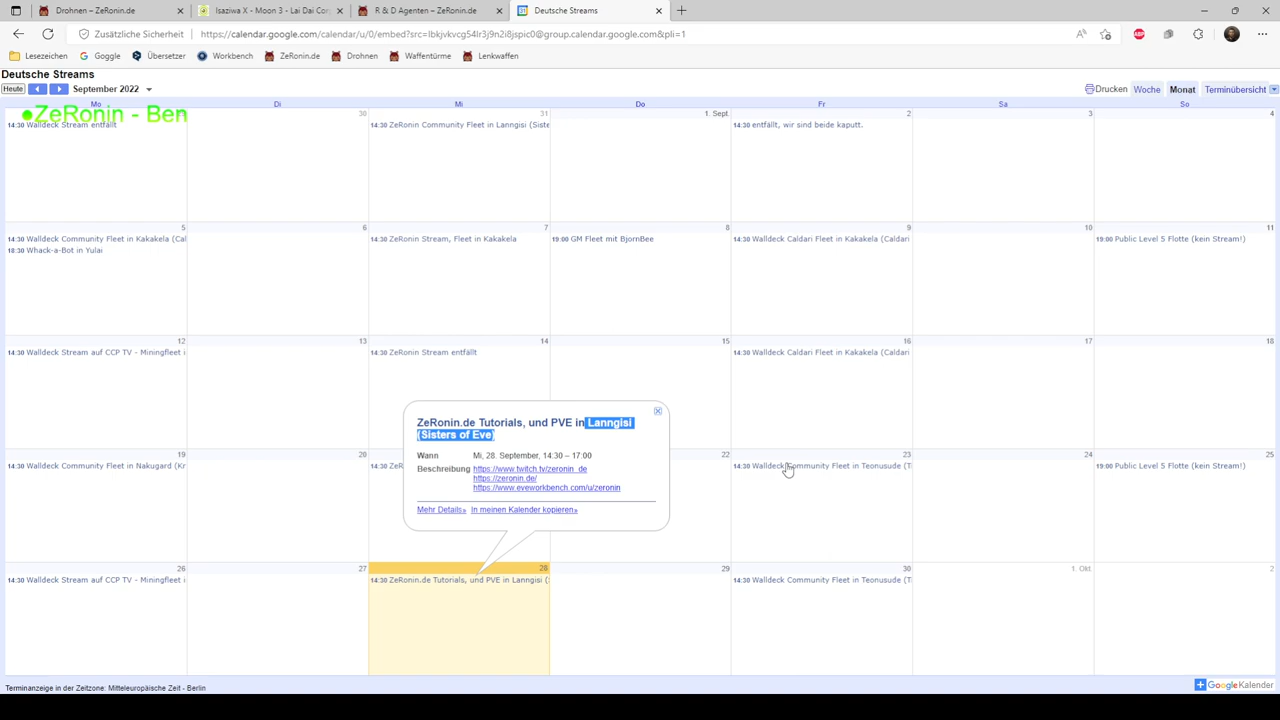 Drohnen – ZeRonin.de
Isaziwa X - Moon 3 - Lai Dai Cor
R & D Agenten – ZeRonin.de
Deutsche Streams
Zusätzliche Sicherheit
https://calendar.google.com/calendar/u/0/embed?src=lbkjvkvcg54lr3j9n2i8jspic0@group.calendar.google.com&pli=1
Lesezeichen
Goggle
Übersetzer
Workbench
ZeRonin.de
Drohnen
Waffentürme
Lenkwaffen
Deutsche Streams
Heute
September 2022
Drucken
Woche
Monat
Terminübersicht
Mo
Di
Mi
Do
Fr
Sa
So
ZeRonin - Ben
30
31
1. Sept.
2
3
4
14:30 Walldeck Stream entfällt
14:30 ZeRonin Community Fleet in Lanngisi (Siste
14:30 entfällt, wir sind beide kaputt.
5
6
7
8
9
10
11
14:30 Walldeck Community Fleet in Kakakela (Cal
14:30 ZeRonin Stream, Fleet in Kakakela
19:00 GM Fleet mit BjornBee
14:30 Walldeck Caldari Fleet in Kakakela (Caldari
19:00 Public Level 5 Flotte (kein Stream!)
18:30 Whack-a-Bot in Yulai
12
13
14
15
16
17
18
14:30 Walldeck Stream auf CCP TV - Miningfleet i
14:30 ZeRonin Stream entfällt
14:30 Walldeck Caldari Fleet in Kakakela (Caldari
ZeRonin.de Tutorials, und PVE in Lanngisi
(Sisters of Eve)
Wann Mi, 28. September, 14:30 – 17:00
Beschreibung https://www.twitch.tv/zeronin_de
https://zeronin.de/
https://www.eveworkbench.com/u/zeronin
Mehr Details»
In meinen Kalender kopieren»
19
20
22
23
24
25
14:30 Walldeck Community Fleet in Nakugard (Kr
14:30 ZeR
14:30 Walldeck Community Fleet in Teonusude (T
19:00 Public Level 5 Flotte (kein Stream!)
26
27
28
29
30
1. Okt.
2
14:30 Walldeck Stream auf CCP TV - Miningfleet i
14:30 ZeRonin.de Tutorials, und PVE in Lanngisi (
14:30 Walldeck Community Fleet in Teonusude (T
Terminanzeige in der Zeitzone: Mitteleuropäische Zeit - Berlin
Google Kalender